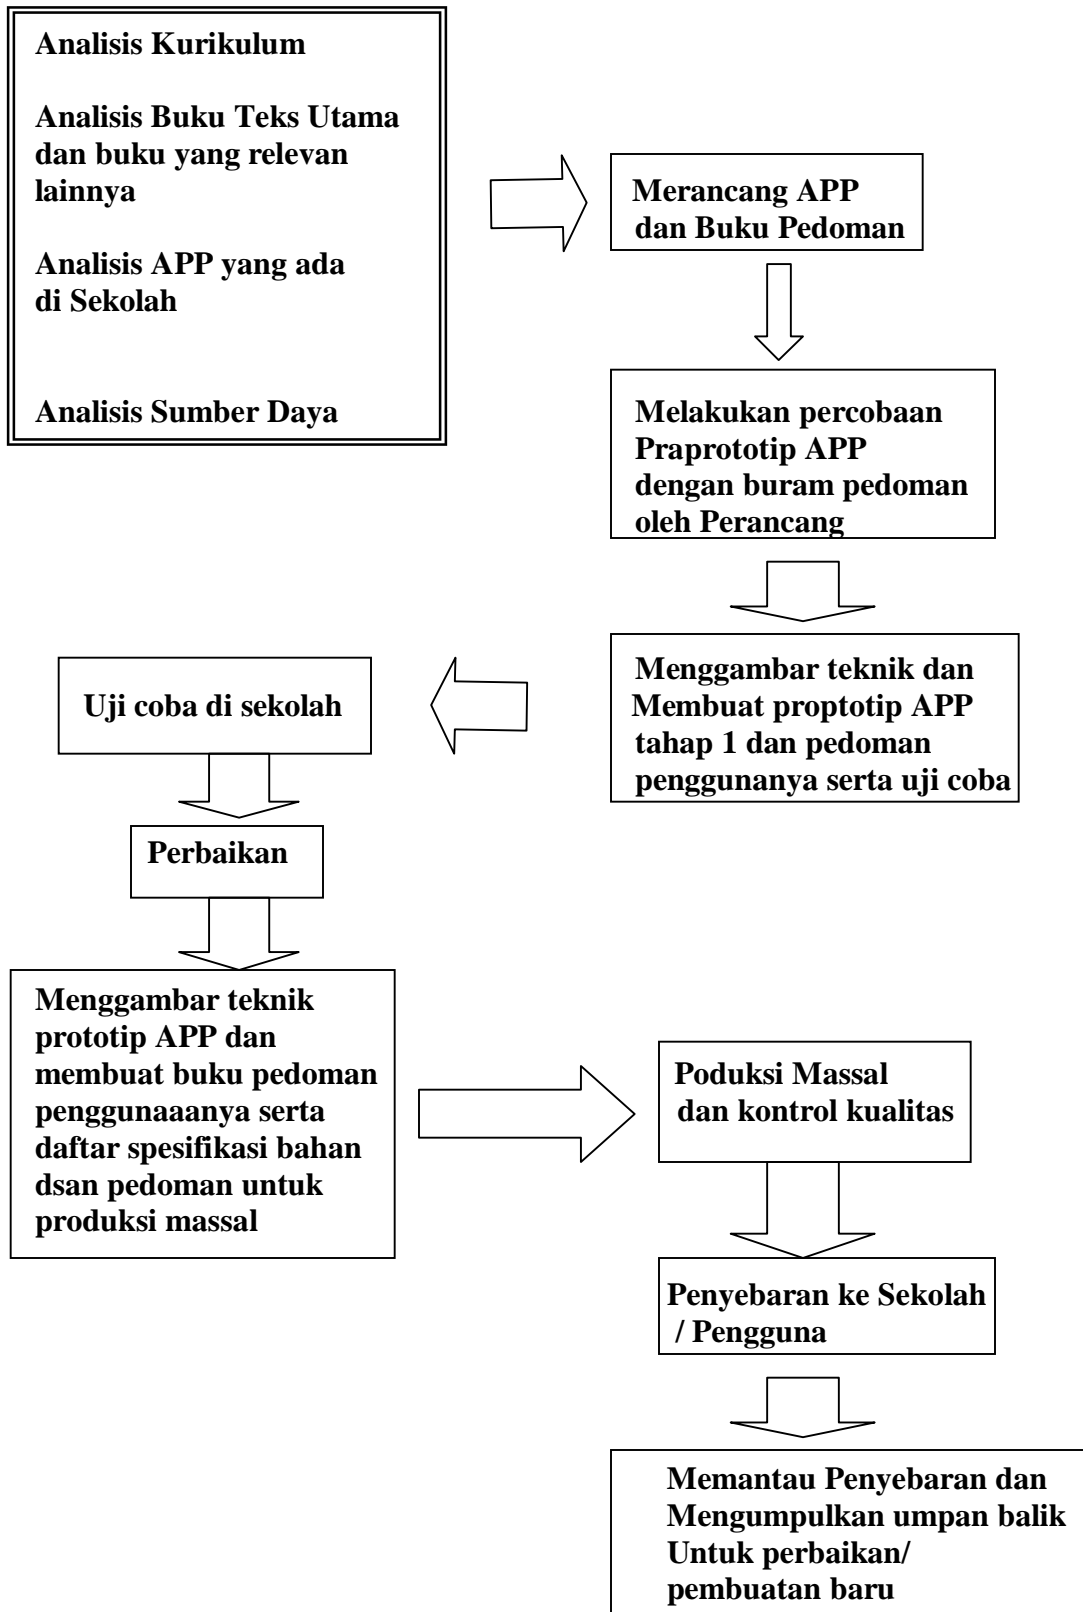 Analisis Kurikulum
Analisis Buku Teks Utama
dan buku yang relevan
lainnya
Analisis APP yang ada
di Sekolah
Analisis Sumber Daya
Merancang APP
dan Buku Pedoman
Melakukan percobaan
Praprototip APP
dengan buram pedoman
oleh Perancang
Menggambar teknik dan
Membuat proptotip APP
tahap 1 dan pedoman
penggunanya serta uji coba
Uji coba di sekolah
Perbaikan
Menggambar teknik
prototip APP dan
membuat buku pedoman
penggunaaanya serta
daftar spesifikasi bahan
dsan pedoman untuk
produksi massal
Poduksi Massal
dan kontrol kualitas
Penyebaran ke Sekolah
/ Pengguna
Memantau Penyebaran dan
Mengumpulkan umpan balik
Untuk perbaikan/
pembuatan baru